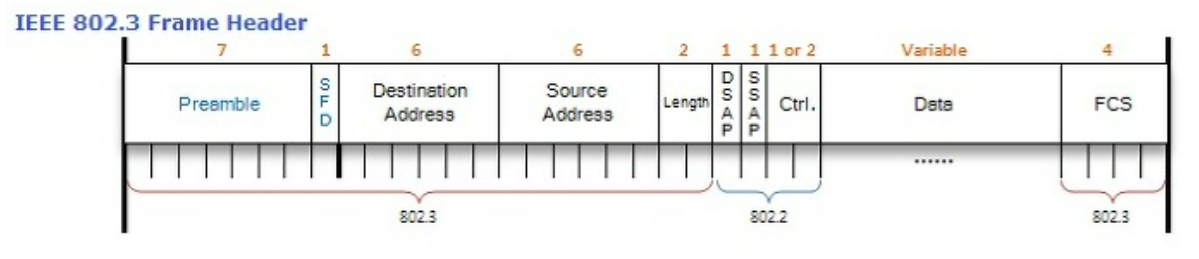 IEEE 802.3 Frame Header
7 1 6 6 2 1 1 1 or 2 Variable 4
Preamble
SFD
Destination
Address
Source
Address
Length
DSAP
SSAP
Ctrl.
Data
FCS
......
802.3
802.2
802.3